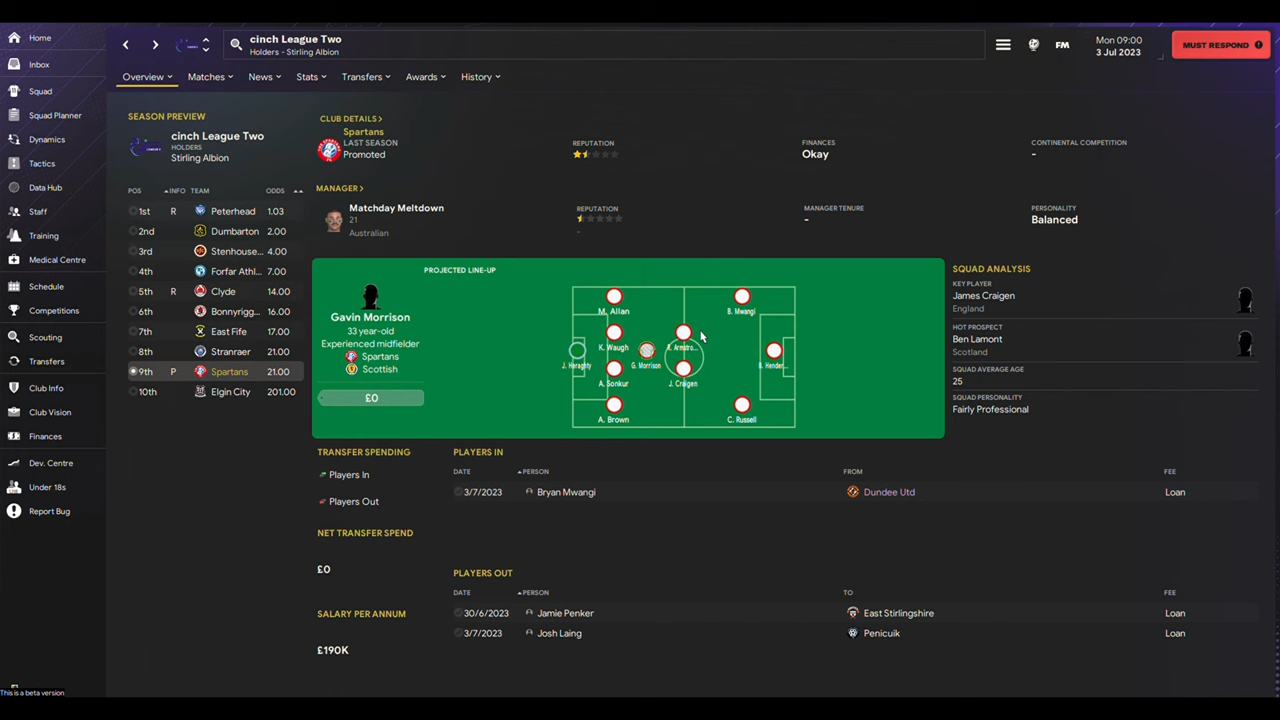 Home
Inbox
Squad
Squad Planner
Dynamics
Tactics
Data Hub
Staff
Training
Medical Centre
Schedule
Competitions
Scouting
Transfers
Club Info
Club Vision
Finances
Dev. Centre
Under 18s
Report Bug
This is a beta version
cinch League Two
Holders - Stirling Albion
FM
Mon 09:00
3 Jul 2023
MUST RESPOND
Overview Matches News Stats Transfers Awards History
SEASON PREVIEW
cinch League Two
HOLDERS
Stirling Albion
POS INFO TEAM ODDS
1st R Peterhead 1.03
2nd Dumbarton 2.00
3rd Stenhouse... 4.00
4th Forfar Athl... 7.00
5th R Clyde 14.00
6th Bonnyrigg... 16.00
7th East Fife 17.00
8th Stranraer 21.00
9th P Spartans 21.00
10th Elgin City 201.00
CLUB DETAILS >
Spartans
LAST SEASON
Promoted
REPUTATION
FINANCES
Okay
CONTINENTAL COMPETITION
-
MANAGER >
Matchday Meltdown
21
Australian
REPUTATION
-
MANAGER TENURE
-
PERSONALITY
Balanced
PROJECTED LINE-UP
Gavin Morrison
33 year-old
Experienced midfielder
Spartans
Scottish
£0
M. Allan
B. Mwangi
K. Waugh
K. Armstro...
J. Heraghty
G. Morrison
B. Hender...
A. Sonkur
J. Craigen
A. Brown
C. Russell
SQUAD ANALYSIS
KEY PLAYER
James Craigen
England
HOT PROSPECT
Ben Lamont
Scotland
SQUAD AVERAGE AGE
25
SQUAD PERSONALITY
Fairly Professional
TRANSFER SPENDING
Players In
Players Out
NET TRANSFER SPEND
£0
SALARY PER ANNUM
£190K
PLAYERS IN
DATE PERSON FROM FEE
3/7/2023 Bryan Mwangi Dundee Utd Loan
PLAYERS OUT
DATE PERSON TO FEE
30/6/2023 Jamie Penker East Stirlingshire Loan
3/7/2023 Josh Laing Penicuik Loan